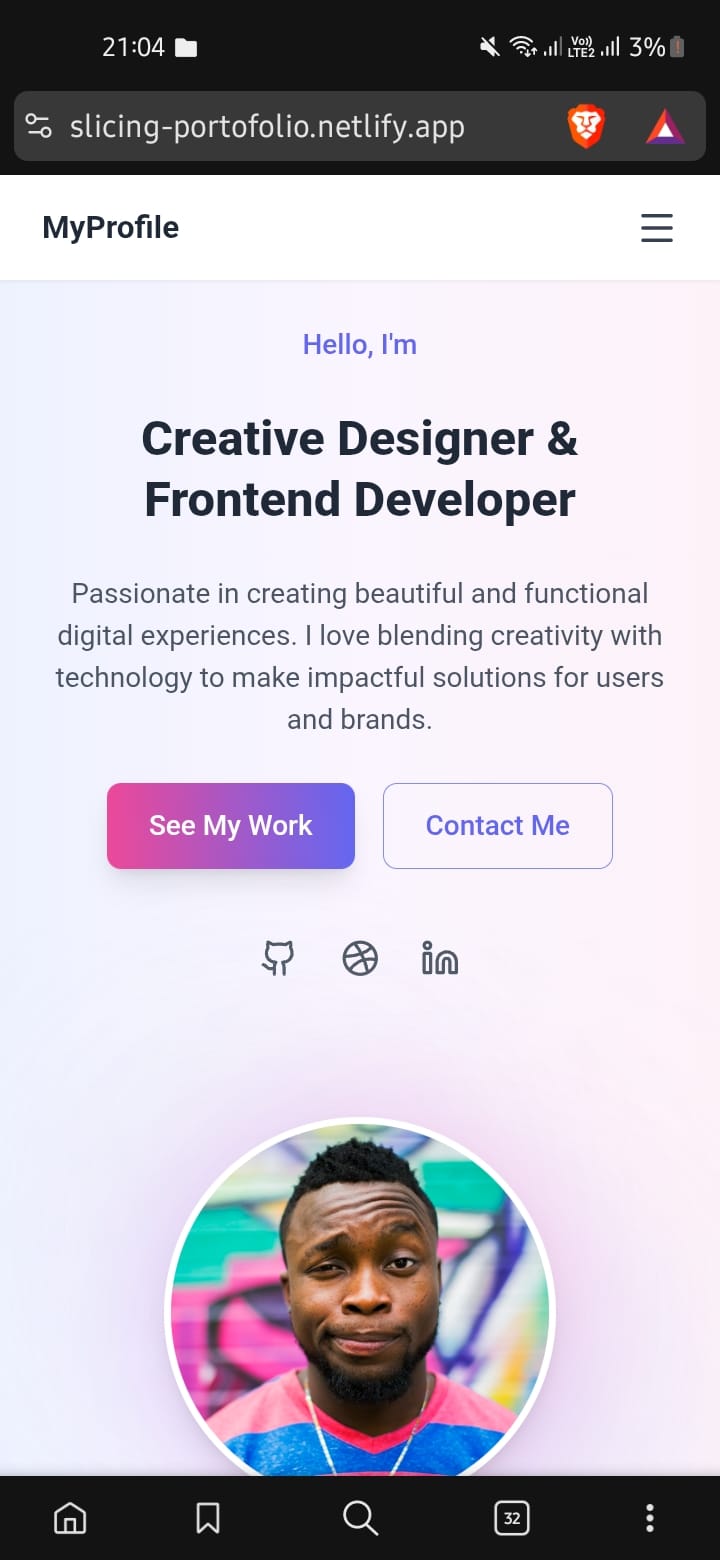 21:04
Vo)) LTE2 3%
slicing-portofolio.netlify.app
MyProfile
Hello, I'm
Creative Designer &
Frontend Developer
Passionate in creating beautiful and functional
digital experiences. I love blending creativity with
technology to make impactful solutions for users
and brands.
See My Work Contact Me
in
32